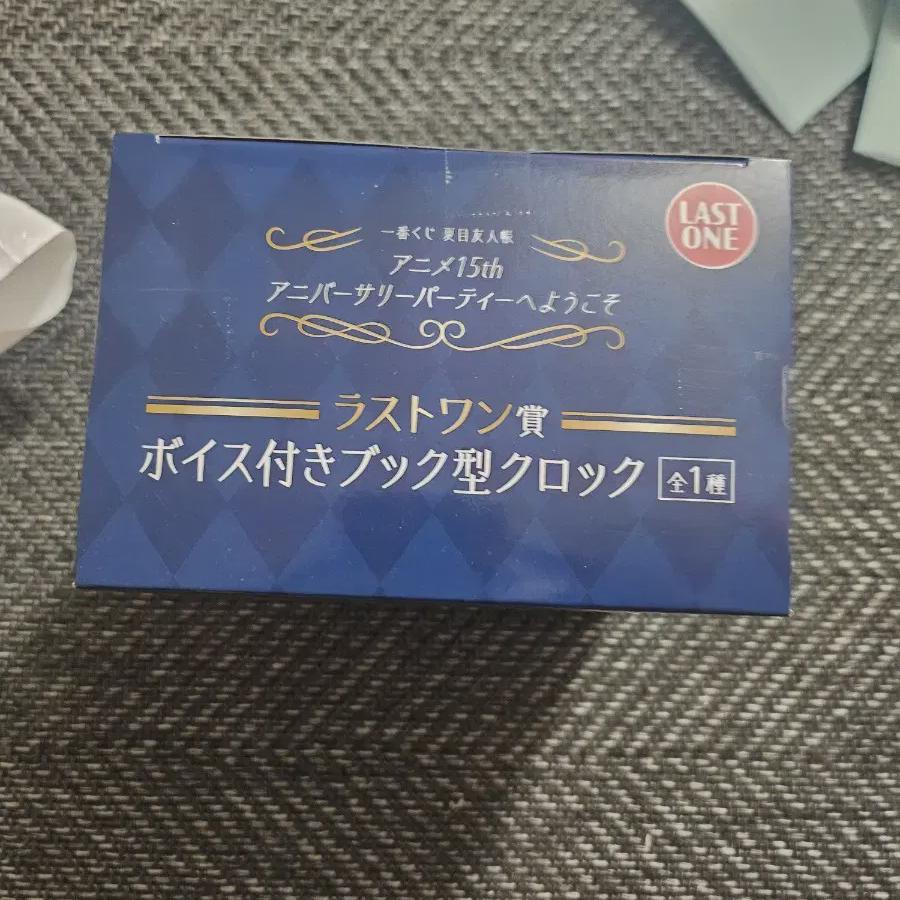 LAST
ONE
一番くじ 夏目友人帳
アニメ15th
アニバーサリーパーティーへようこそ
ラストワン賞
ボイス付きブック型クロック 全1種